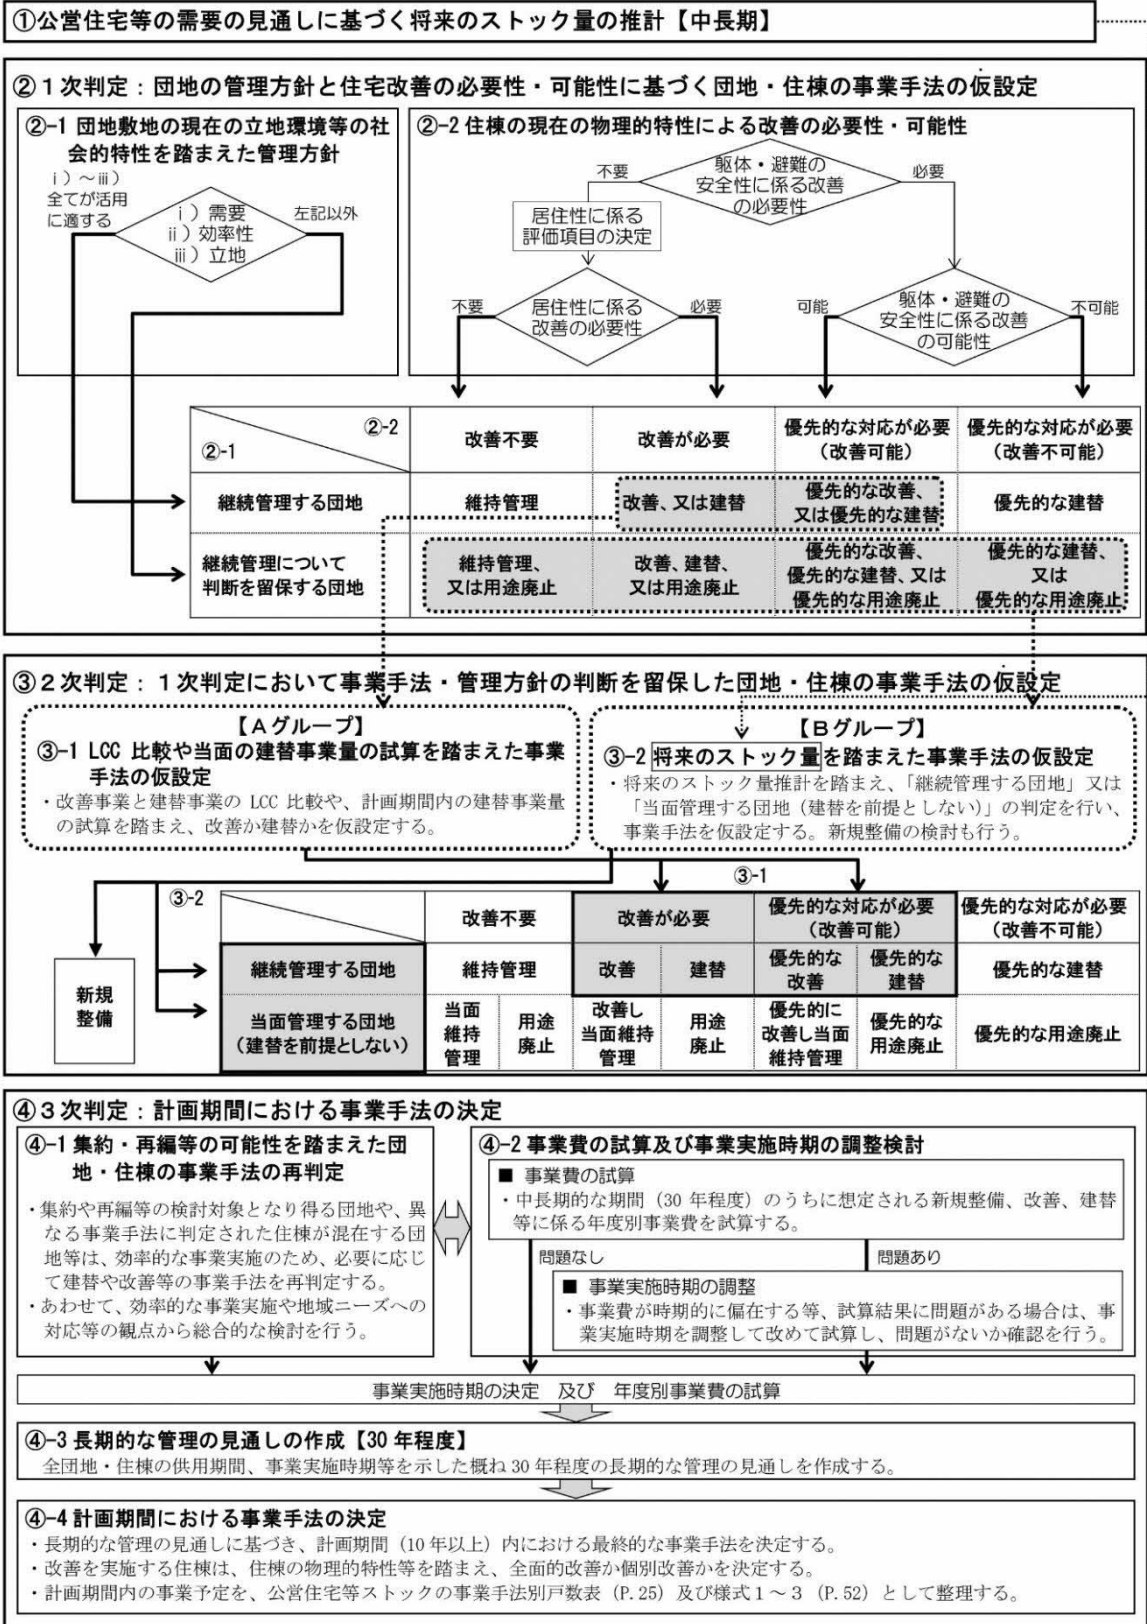 ①公営住宅等の需要の見通しに基づく将来のストック量の推計【中長期】
②1次判定：団地の管理方針と住宅改善の必要性・可能性に基づく団地・住棟の事業手法の仮設定
②-1 団地敷地の現在の立地環境等の社
会的特性を踏まえた管理方針
ⅰ）～ⅲ）
全てが活用
に適する
ⅰ）需要
ⅱ）効率性
ⅲ）立地
左記以外
②-2 住棟の現在の物理的特性による改善の必要性・可能性
不要
躯体・避難の
安全性に係る改善
の必要性
必要
居住性に係る
評価項目の決定
不要
居住性に係る
改善の必要性
必要
可能
躯体・避難の
安全性に係る改善
の可能性
不可能
②-2
②-1
改善不要
改善が必要
優先的な対応が必要
（改善可能）
優先的な対応が必要
（改善不可能）
継続管理する団地
維持管理
改善、又は建替
優先的な改善、
又は優先的な建替
優先的な建替
継続管理について
判断を留保する団地
維持管理、
又は用途廃止
改善、建替、
又は用途廃止
優先的な改善、
優先的な建替、又は
優先的な用途廃止
優先的な建替、
又は
優先的な用途廃止
③2次判定：1次判定において事業手法・管理方針の判断を留保した団地・住棟の事業手法の仮設定
【Aグループ】
③-1 LCC 比較や当面の建替事業量の試算を踏まえた事業
手法の仮設定
・改善事業と建替事業の LCC 比較や、計画期間内の建替事業量
の試算を踏まえ、改善か建替かを仮設定する。
【Bグループ】
③-2 将来のストック量を踏まえた事業手法の仮設定
・将来のストック量推計を踏まえ、「継続管理する団地」又は
「当面管理する団地（建替を前提としない）」の判定を行い、
事業手法を仮設定する。新規整備の検討も行う。
③-2
③-1
改善不要
改善が必要
優先的な対応が必要
（改善可能）
優先的な対応が必要
（改善不可能）
新規
整備
継続管理する団地
維持管理
改善
建替
優先的な
改善
優先的な
建替
優先的な建替
当面管理する団地
（建替を前提としない）
当面
維持
管理
用途
廃止
改善し
当面維持
管理
用途
廃止
優先的に
改善し当面
維持管理
優先的な
用途廃止
優先的な用途廃止
④3次判定：計画期間における事業手法の決定
④-1 集約・再編等の可能性を踏まえた団
地・住棟の事業手法の再判定
・集約や再編等の検討対象となり得る団地や、異
なる事業手法に判定された住棟が混在する団
地等は、効率的な事業実施のため、必要に応じ
て建替や改善等の事業手法を再判定する。
・あわせて、効率的な事業実施や地域ニーズへの
対応等の観点から総合的な検討を行う。
④-2 事業費の試算及び事業実施時期の調整検討
■ 事業費の試算
・中長期的な期間（30 年程度）のうちに想定される新規整備、改善、建替
等に係る年度別事業費を試算する。
問題なし
問題あり
■ 事業実施時期の調整
・事業費が時期的に偏在する等、試算結果に問題がある場合は、事
業実施時期を調整して改めて試算し、問題がないか確認を行う。
事業実施時期の決定 及び 年度別事業費の試算
④-3 長期的な管理の見通しの作成【30 年程度】
全団地・住棟の供用期間、事業実施時期等を示した概ね 30 年程度の長期的な管理の見通しを作成する。
④-4 計画期間における事業手法の決定
・長期的な管理の見通しに基づき、計画期間（10 年以上）内における最終的な事業手法を決定する。
・改善を実施する住棟は、住棟の物理的特性等を踏まえ、全面的改善か個別改善かを決定する。
・計画期間内の事業予定を、公営住宅等ストックの事業手法別戸数表（P.25）及び様式1～3（P.52）として整理する。